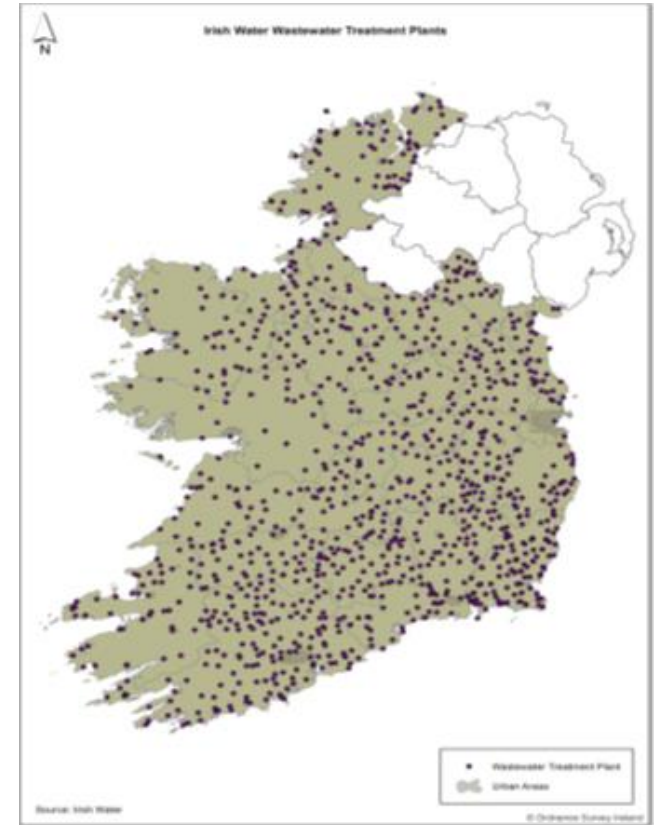 Irish Water Wastewater Treatment Plants
N
Wastewater Treatment Plant
Urban Areas
Source: Irish Water
© Ordnance Survey Ireland